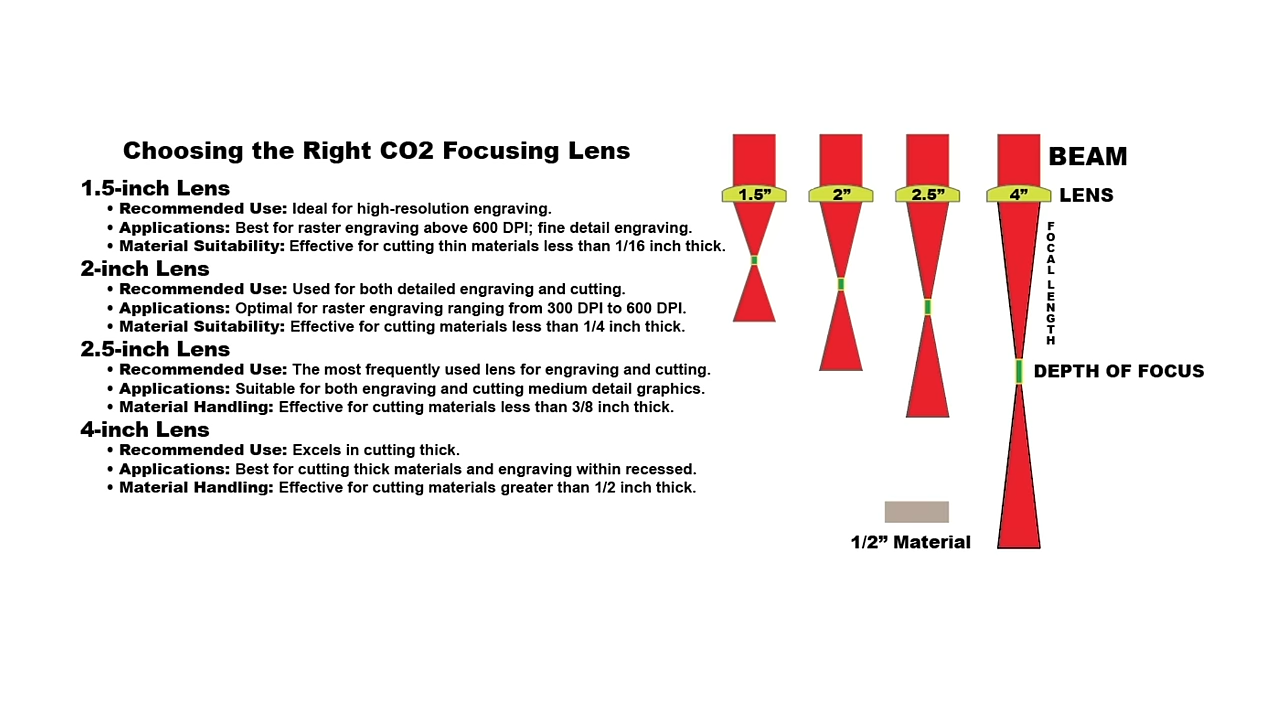 Choosing the Right CO2 Focusing Lens
1.5-inch Lens
• Recommended Use: Ideal for high-resolution engraving.
• Applications: Best for raster engraving above 600 DPI; fine detail engraving.
• Material Suitability: Effective for cutting thin materials less than 1/16 inch thick.
2-inch Lens
• Recommended Use: Used for both detailed engraving and cutting.
• Applications: Optimal for raster engraving ranging from 300 DPI to 600 DPI.
• Material Suitability: Effective for cutting materials less than 1/4 inch thick.
2.5-inch Lens
• Recommended Use: The most frequently used lens for engraving and cutting.
• Applications: Suitable for both engraving and cutting medium detail graphics.
• Material Handling: Effective for cutting materials less than 3/8 inch thick.
4-inch Lens
• Recommended Use: Excels in cutting thick.
• Applications: Best for cutting thick materials and engraving within recessed.
• Material Handling: Effective for cutting materials greater than 1/2 inch thick.
BEAM
1.5” 2” 2.5” 4” LENS
FOCAL LENGTH
DEPTH OF FOCUS
1/2” Material